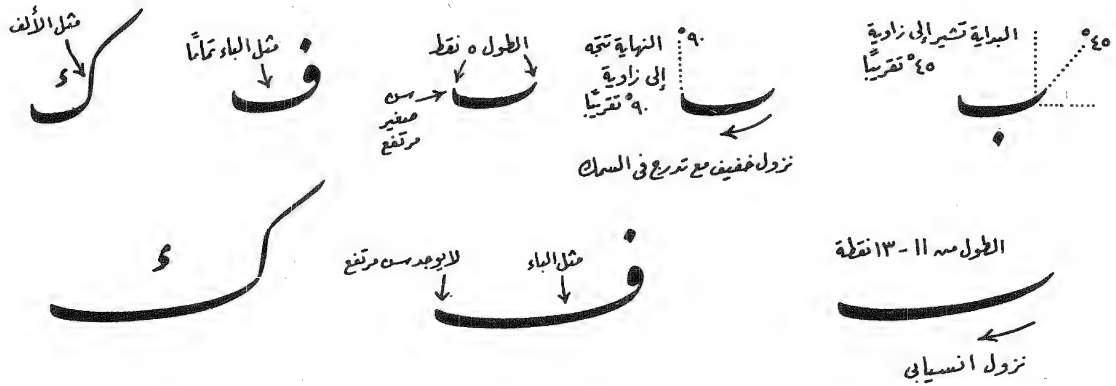 البداية تشير إلى زاوية
٤٥° تقريبًا
٤٥°
ب
النهاية تتجه
إلى زاوية
٩٠° تقريبًا
٩٠°
نزول خفيف مع تدرج في السمك
الطول ٥ نقط
سن
صغير
مرتفع
مثل الباء تمامًا
ف
مثل الألف
ك
الطول من ١١ - ١٣ نقطة
نزول انسيابي
مثل الباء
لا يوجد سن مرتفع
ف
ك